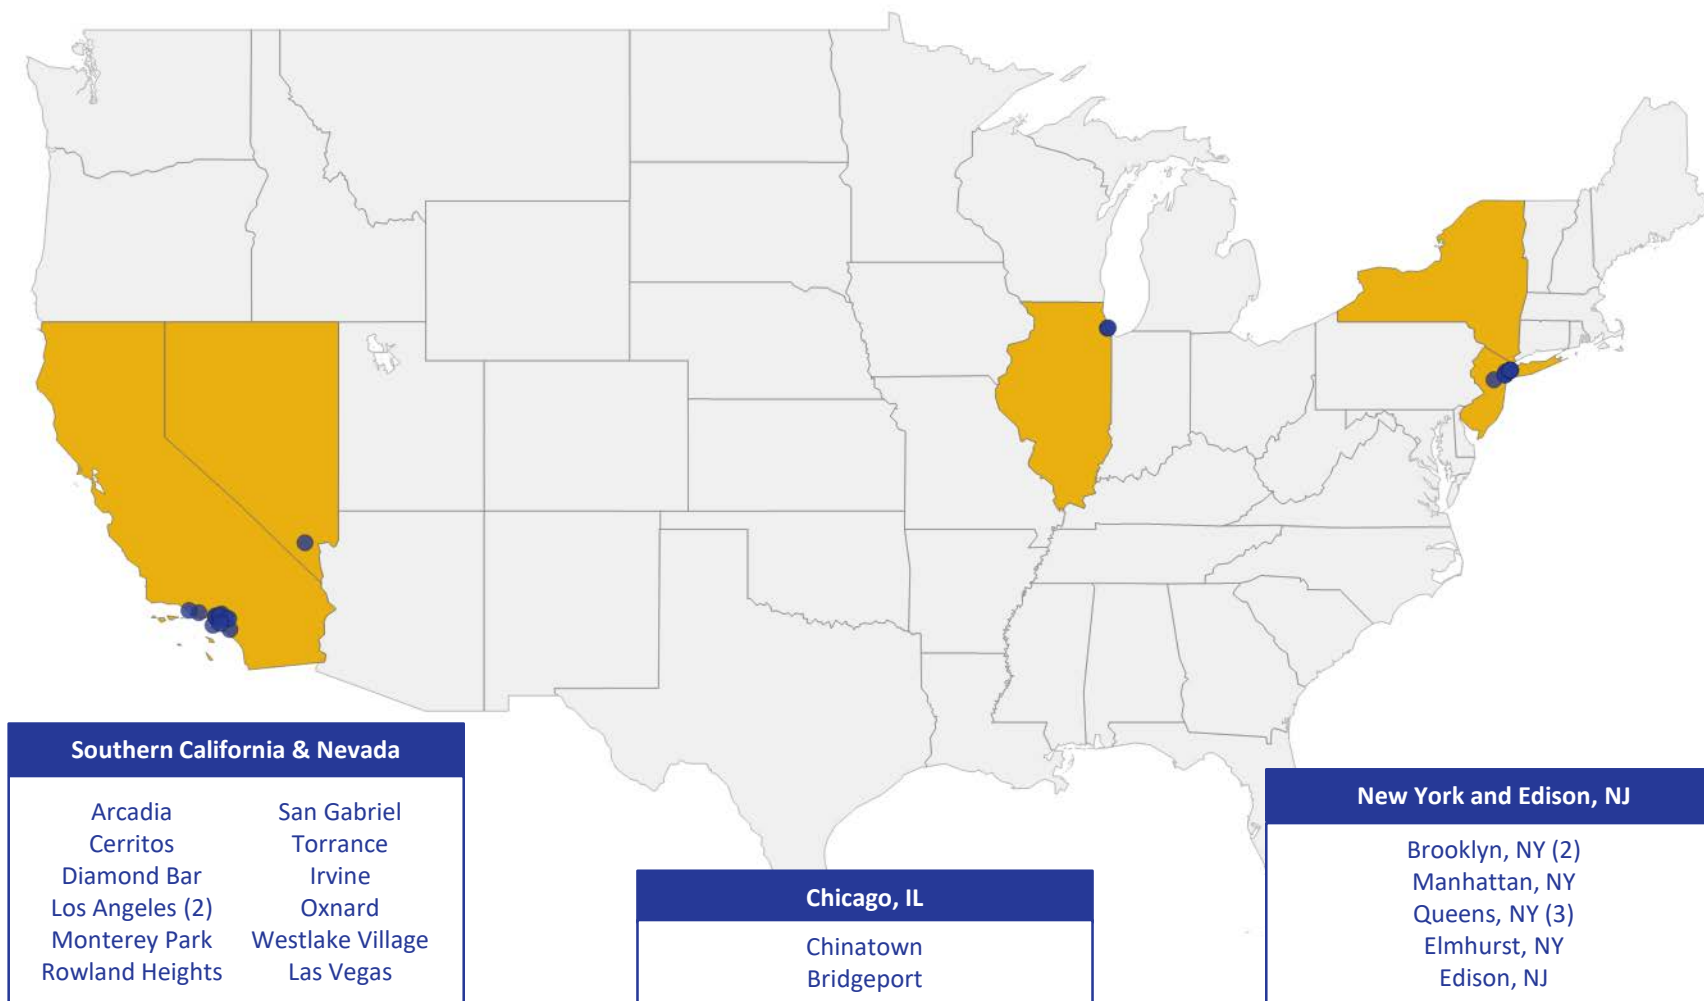 Southern California & Nevada
Arcadia
Cerritos
Diamond Bar
Los Angeles (2)
Monterey Park
Rowland Heights
San Gabriel
Torrance
Irvine
Oxnard
Westlake Village
Las Vegas
Chicago, IL
Chinatown
Bridgeport
New York and Edison, NJ
Brooklyn, NY (2)
Manhattan, NY
Queens, NY (3)
Elmhurst, NY
Edison, NJ